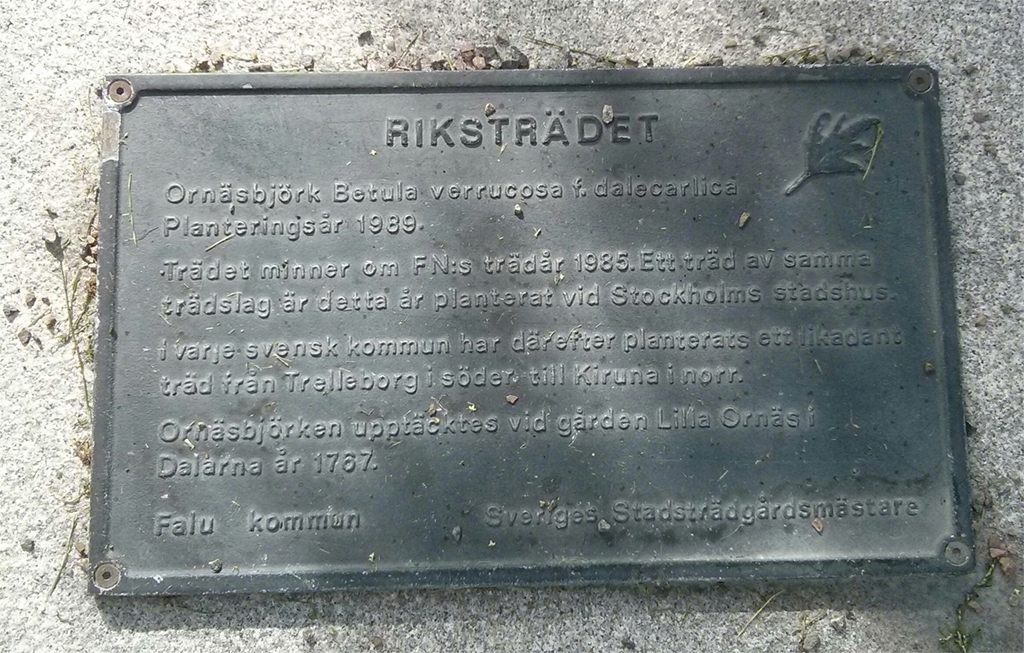 RIKSTRÄDET
Ornäsbjörk Betula verrucosa f. dalecarlica
Planteringsår 1989.
Trädet minner om FN:s trädår 1985. Ett träd av samma
trädslag är detta år planterat vid Stockholms stadshus.
I varje svensk kommun har därefter planterats ett likadant
träd från Trelleborg i söder till Kiruna i norr.
Ornäsbjörken upptäcktes vid gården Lilla Ornäs i
Dalarna år 1767.
Falu kommun Sveriges Stadsträdgårdsmästare